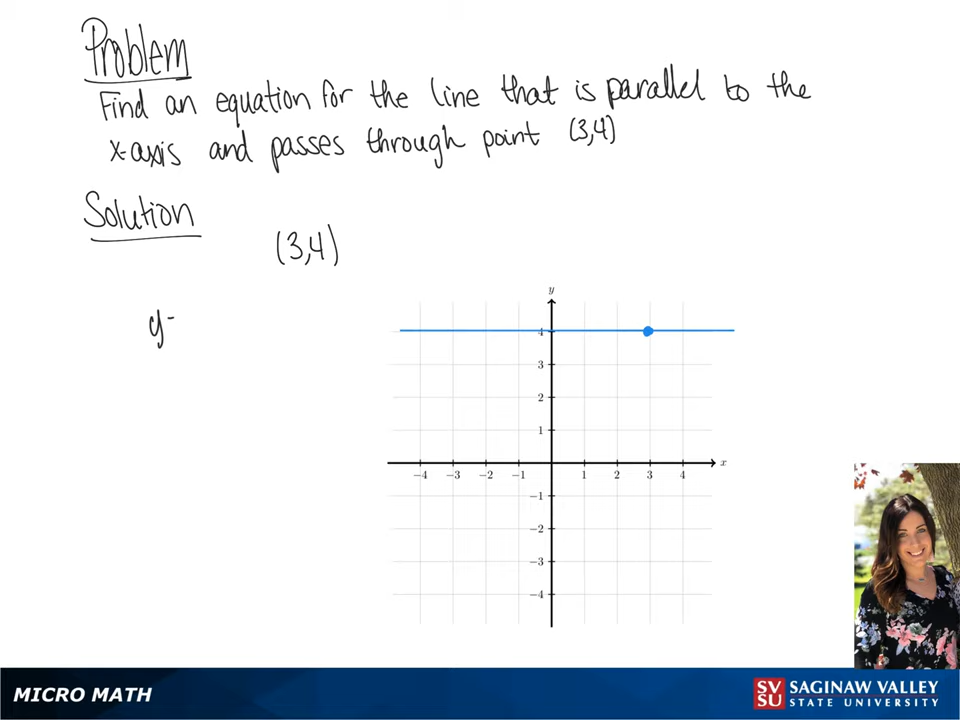 Problem
Find an equation for the line that is parallel to the
x-axis and passes through point (3,4)
Solution
(3,4)
y=
y
4
3
2
1
−4 −3 −2 −1 1 2 3 4 x
−1
−2
−3
−4
MICRO MATH
SV SU SAGINAW VALLEY
STATE UNIVERSITY